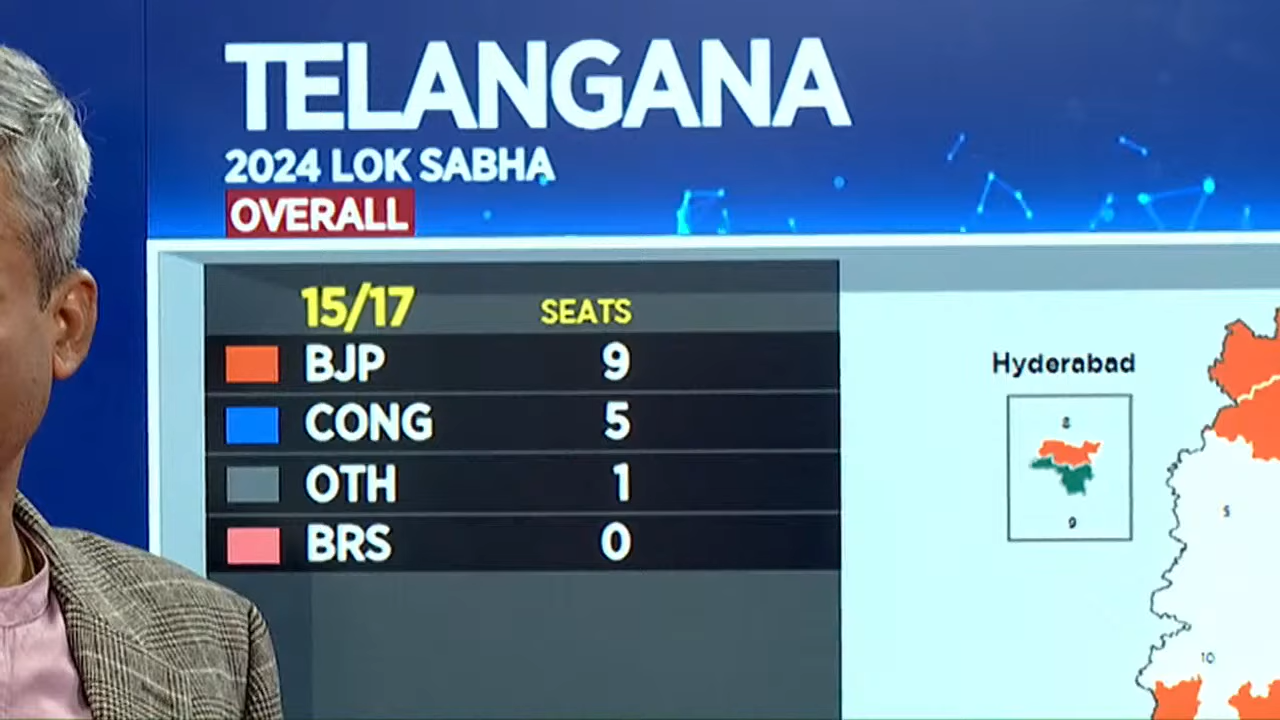 TELANGANA
2024 LOK SABHA
OVERALL
15/17 SEATS
BJP 9
CONG 5
OTH 1
BRS 0
Hyderabad
8
9
5
10